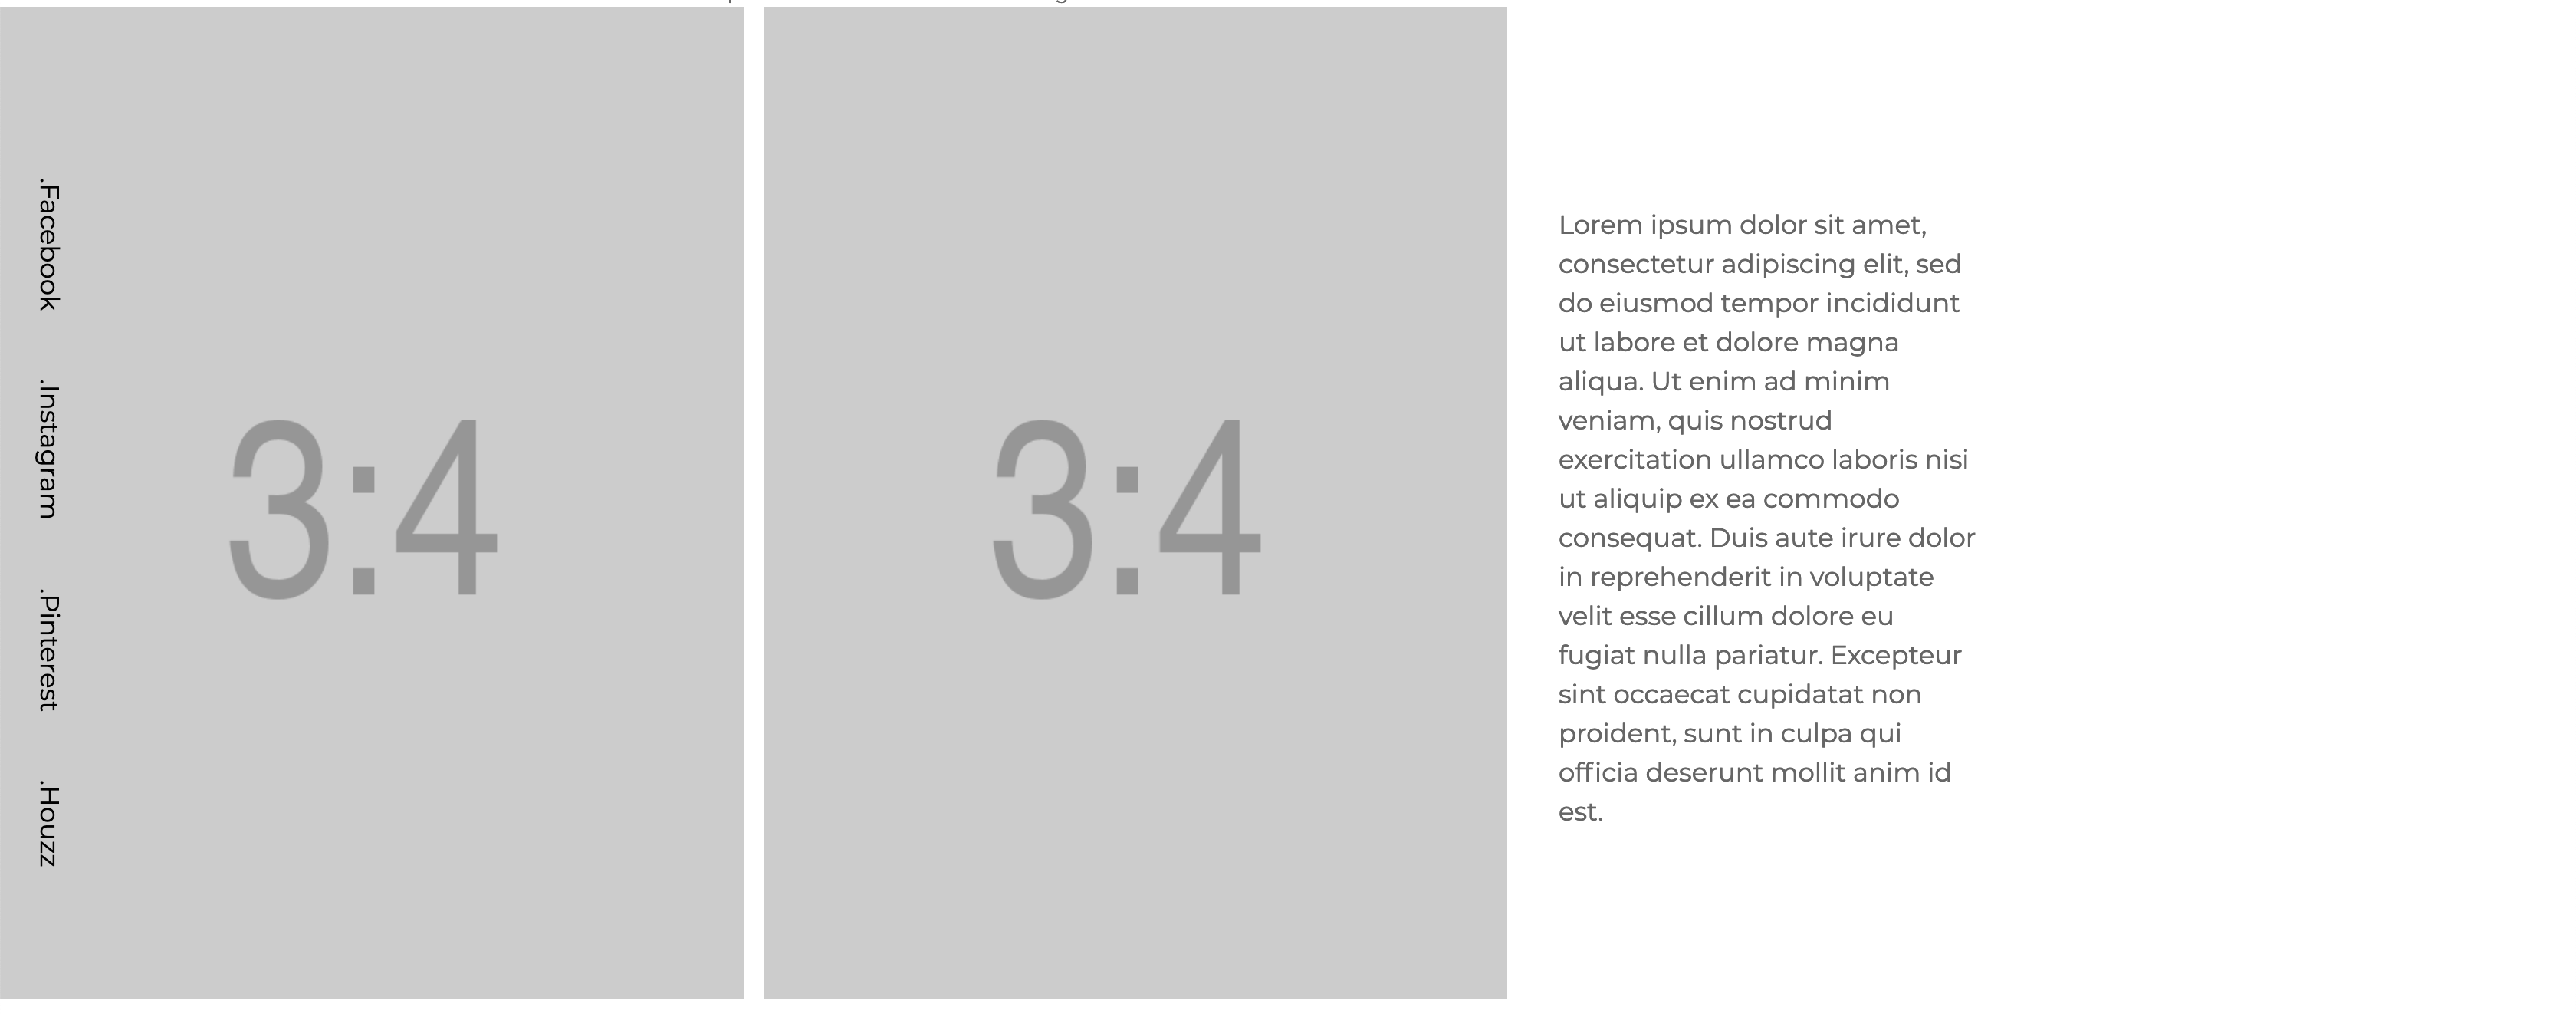 .Facebook
.Instagram
.Pinterest
.Houzz
3:4
3:4
Lorem ipsum dolor sit amet,
consectetur adipiscing elit, sed
do eiusmod tempor incididunt
ut labore et dolore magna
aliqua. Ut enim ad minim
veniam, quis nostrud
exercitation ullamco laboris nisi
ut aliquip ex ea commodo
consequat. Duis aute irure dolor
in reprehenderit in voluptate
velit esse cillum dolore eu
fugiat nulla pariatur. Excepteur
sint occaecat cupidatat non
proident, sunt in culpa qui
officia deserunt mollit anim id
est.